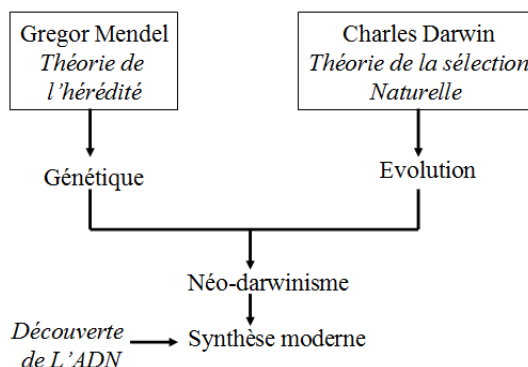 Gregor Mendel
Théorie de
l'hérédité
Charles Darwin
Théorie de la sélection
Naturelle
Génétique
Evolution
Néo-darwinisme
Découverte
de L'ADN
Synthèse moderne